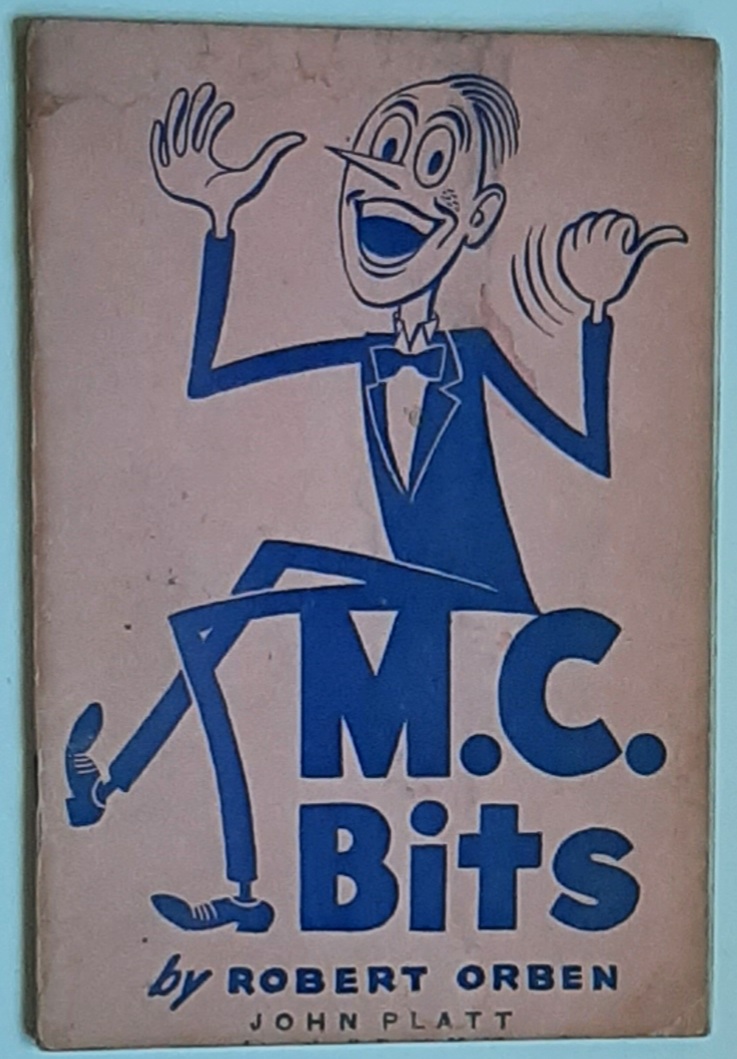 M.C.
Bits
by ROBERT ORBEN
JOHN PLATT